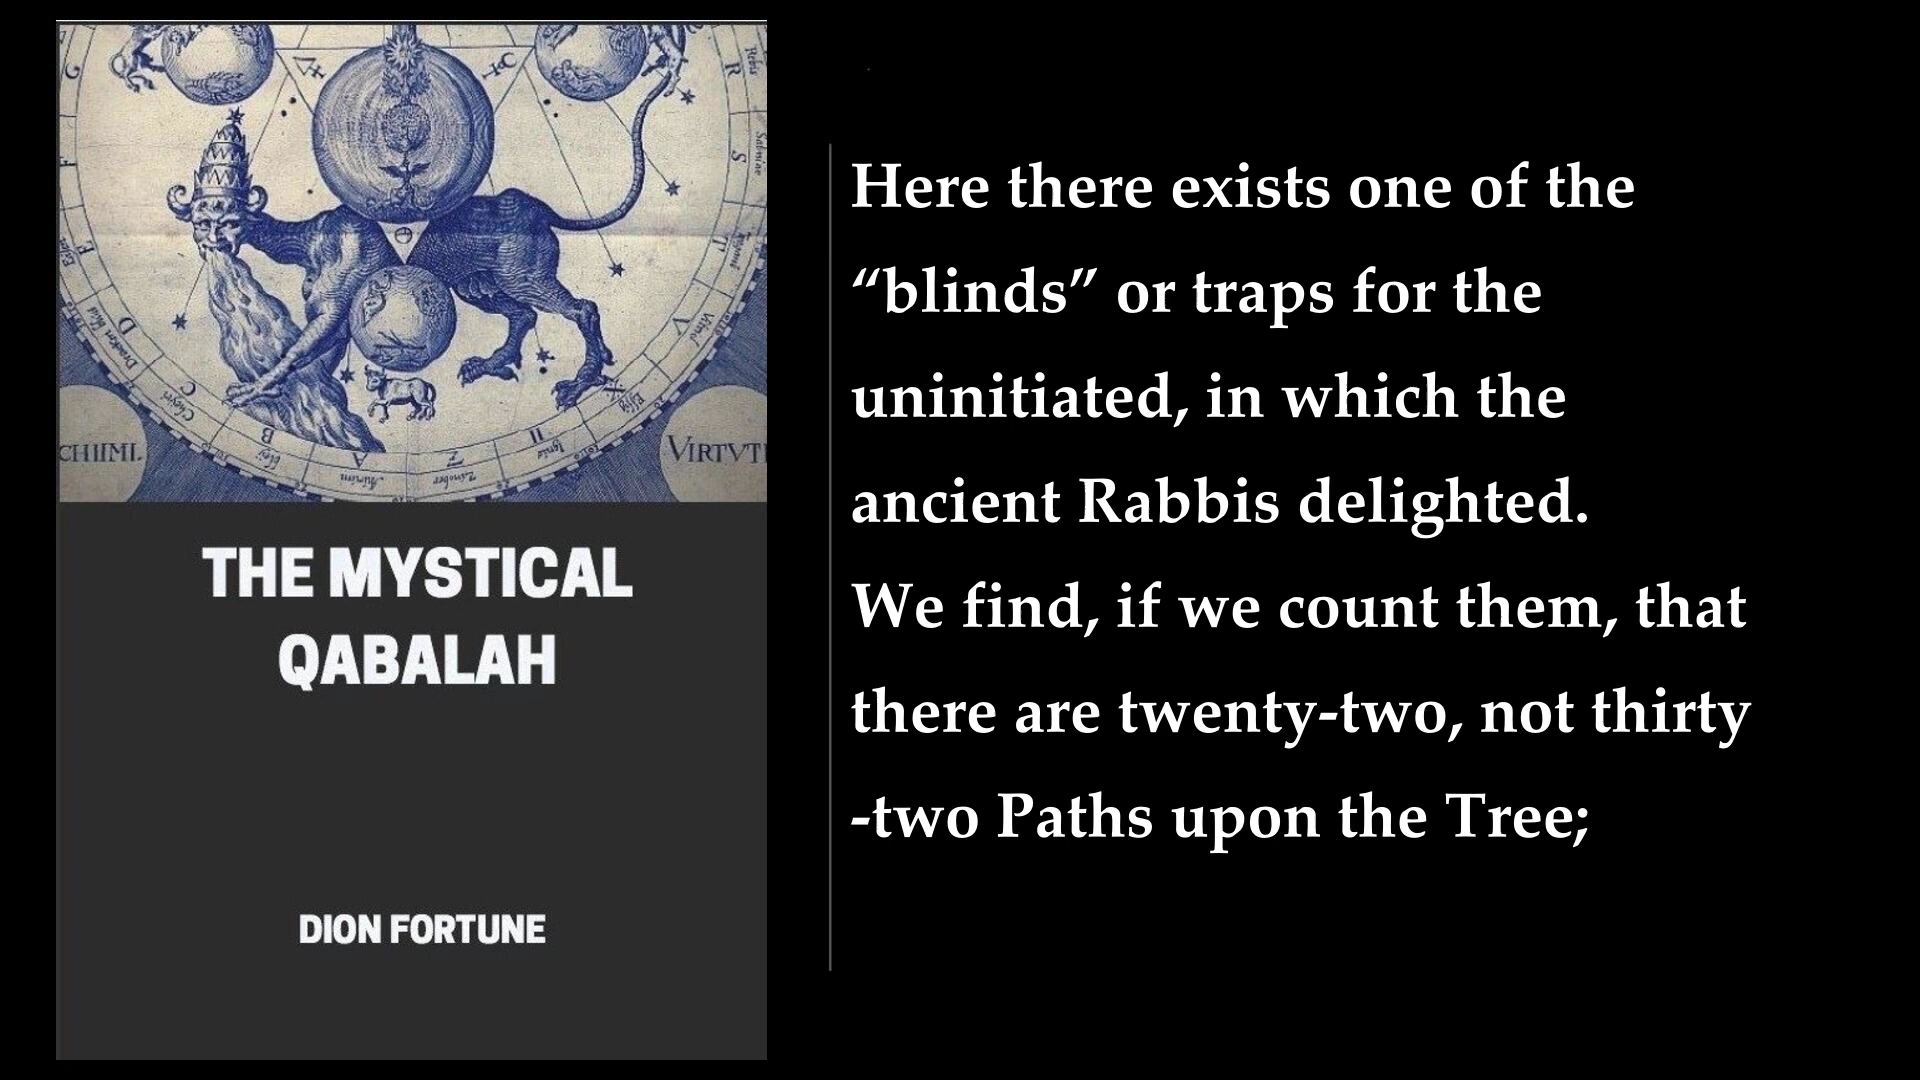 THE MYSTICAL
QABALAH
DION FORTUNE
CHIMI.
VIRTVTI
Here there exists one of the
“blinds” or traps for the
uninitiated, in which the
ancient Rabbis delighted.
We find, if we count them, that
there are twenty-two, not thirty
-two Paths upon the Tree;